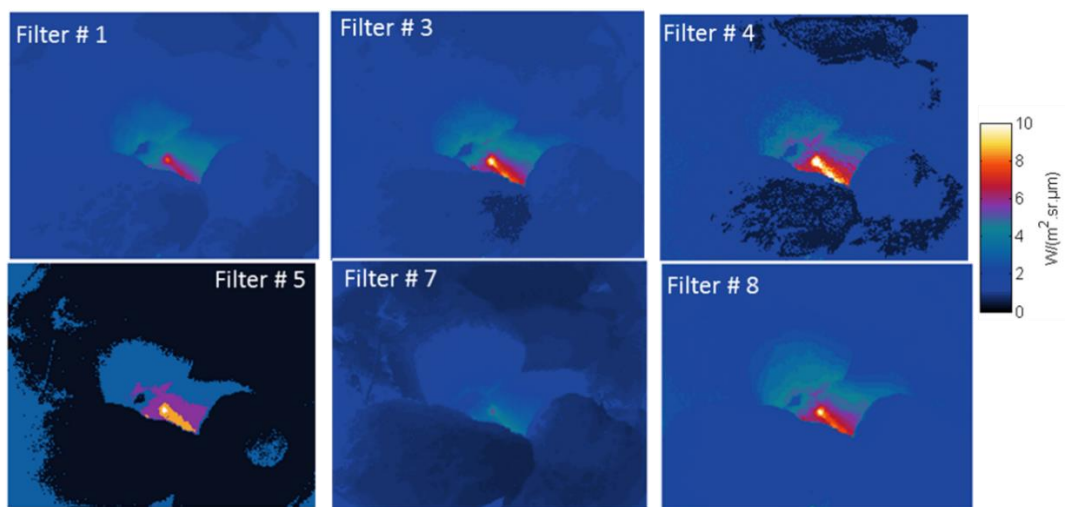 Filter # 1
Filter # 3
Filter # 4
10
8
6
4
2
0
W/(m².sr.µm)
Filter # 5
Filter # 7
Filter # 8